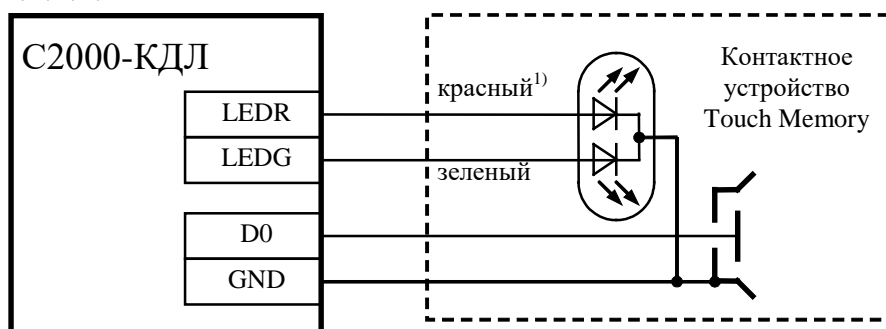 С2000-КДЛ
Контактное
устройство
Touch Memory
красный1)
LEDR
LEDG
зеленый
D0
GND